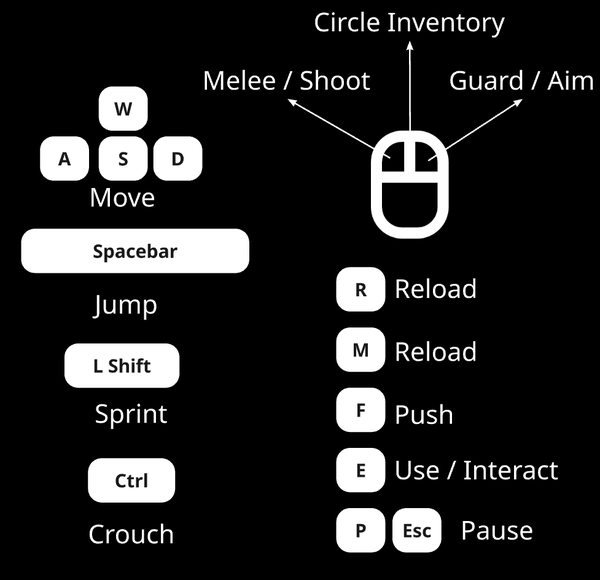 Circle Inventory
Melee / Shoot
Guard / Aim
W
A S D
Move
Spacebar
Jump
L Shift
Sprint
Ctrl
Crouch
R Reload
M Reload
F Push
E Use / Interact
P Esc Pause